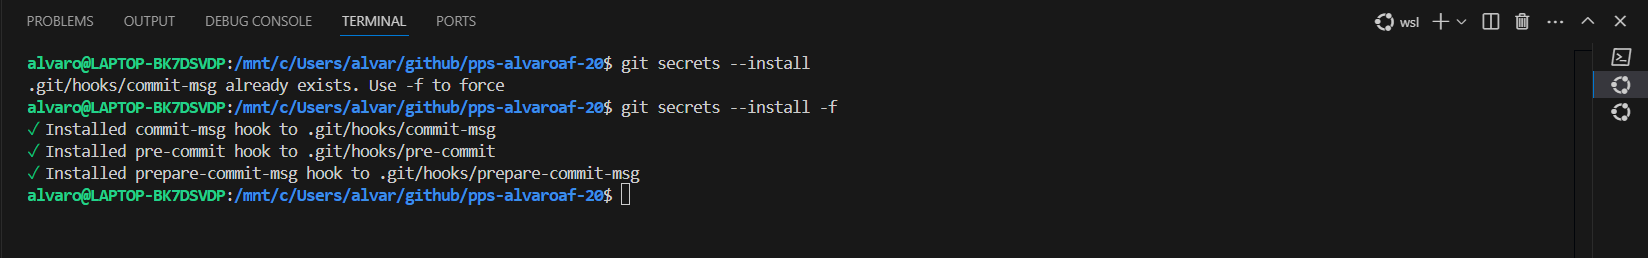 PROBLEMS OUTPUT DEBUG CONSOLE TERMINAL PORTS wsl
alvaro@LAPTOP-BK7DSVDP:/mnt/c/Users/alvar/github/pps-alvaroaf-20$ git secrets --install
.git/hooks/commit-msg already exists. Use -f to force
alvaro@LAPTOP-BK7DSVDP:/mnt/c/Users/alvar/github/pps-alvaroaf-20$ git secrets --install -f
✓ Installed commit-msg hook to .git/hooks/commit-msg
✓ Installed pre-commit hook to .git/hooks/pre-commit
✓ Installed prepare-commit-msg hook to .git/hooks/prepare-commit-msg
alvaro@LAPTOP-BK7DSVDP:/mnt/c/Users/alvar/github/pps-alvaroaf-20$